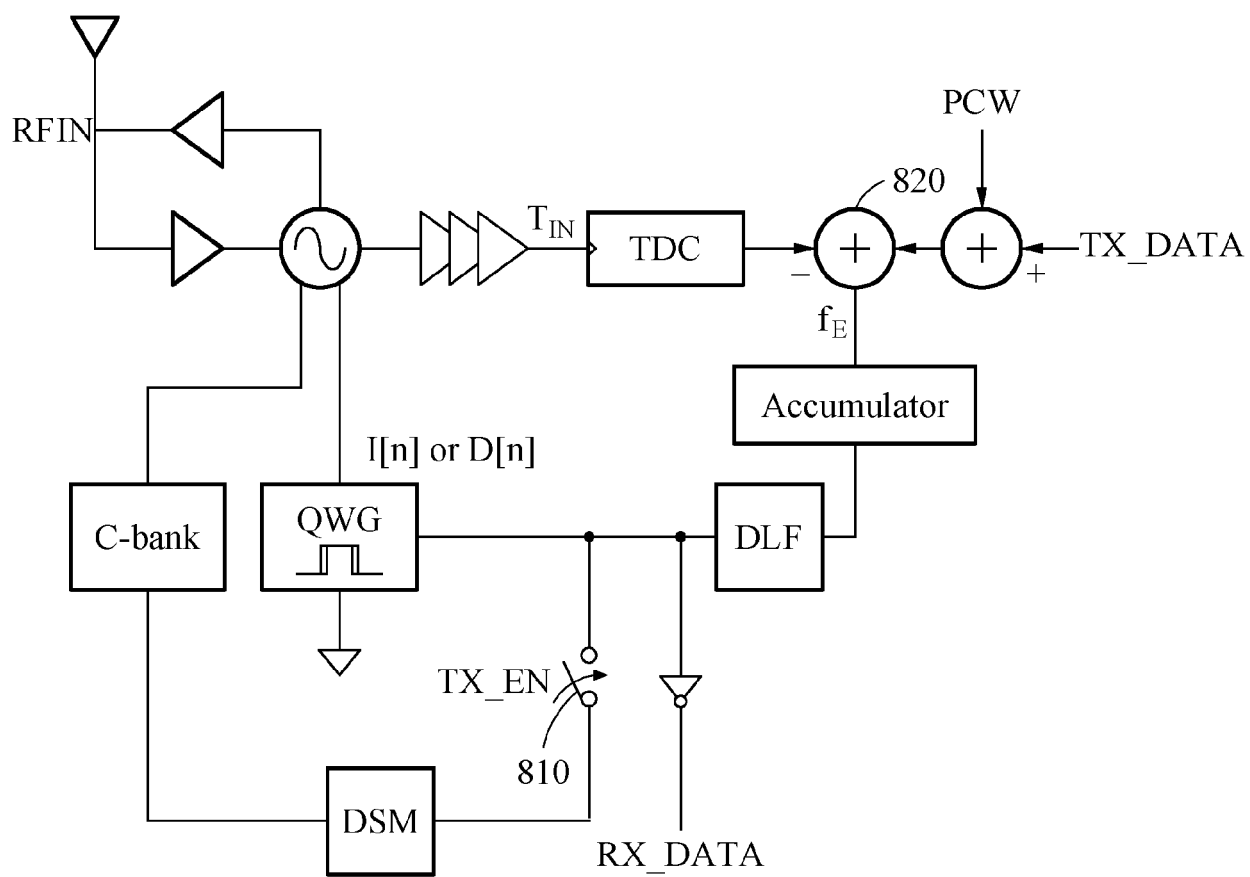 PCW
RFIN
820
T_IN
TDC
TX_DATA
+
+
−
+
f_E
Accumulator
I[n] or D[n]
C-bank
QWG
DLF
TX_EN
810
DSM
RX_DATA